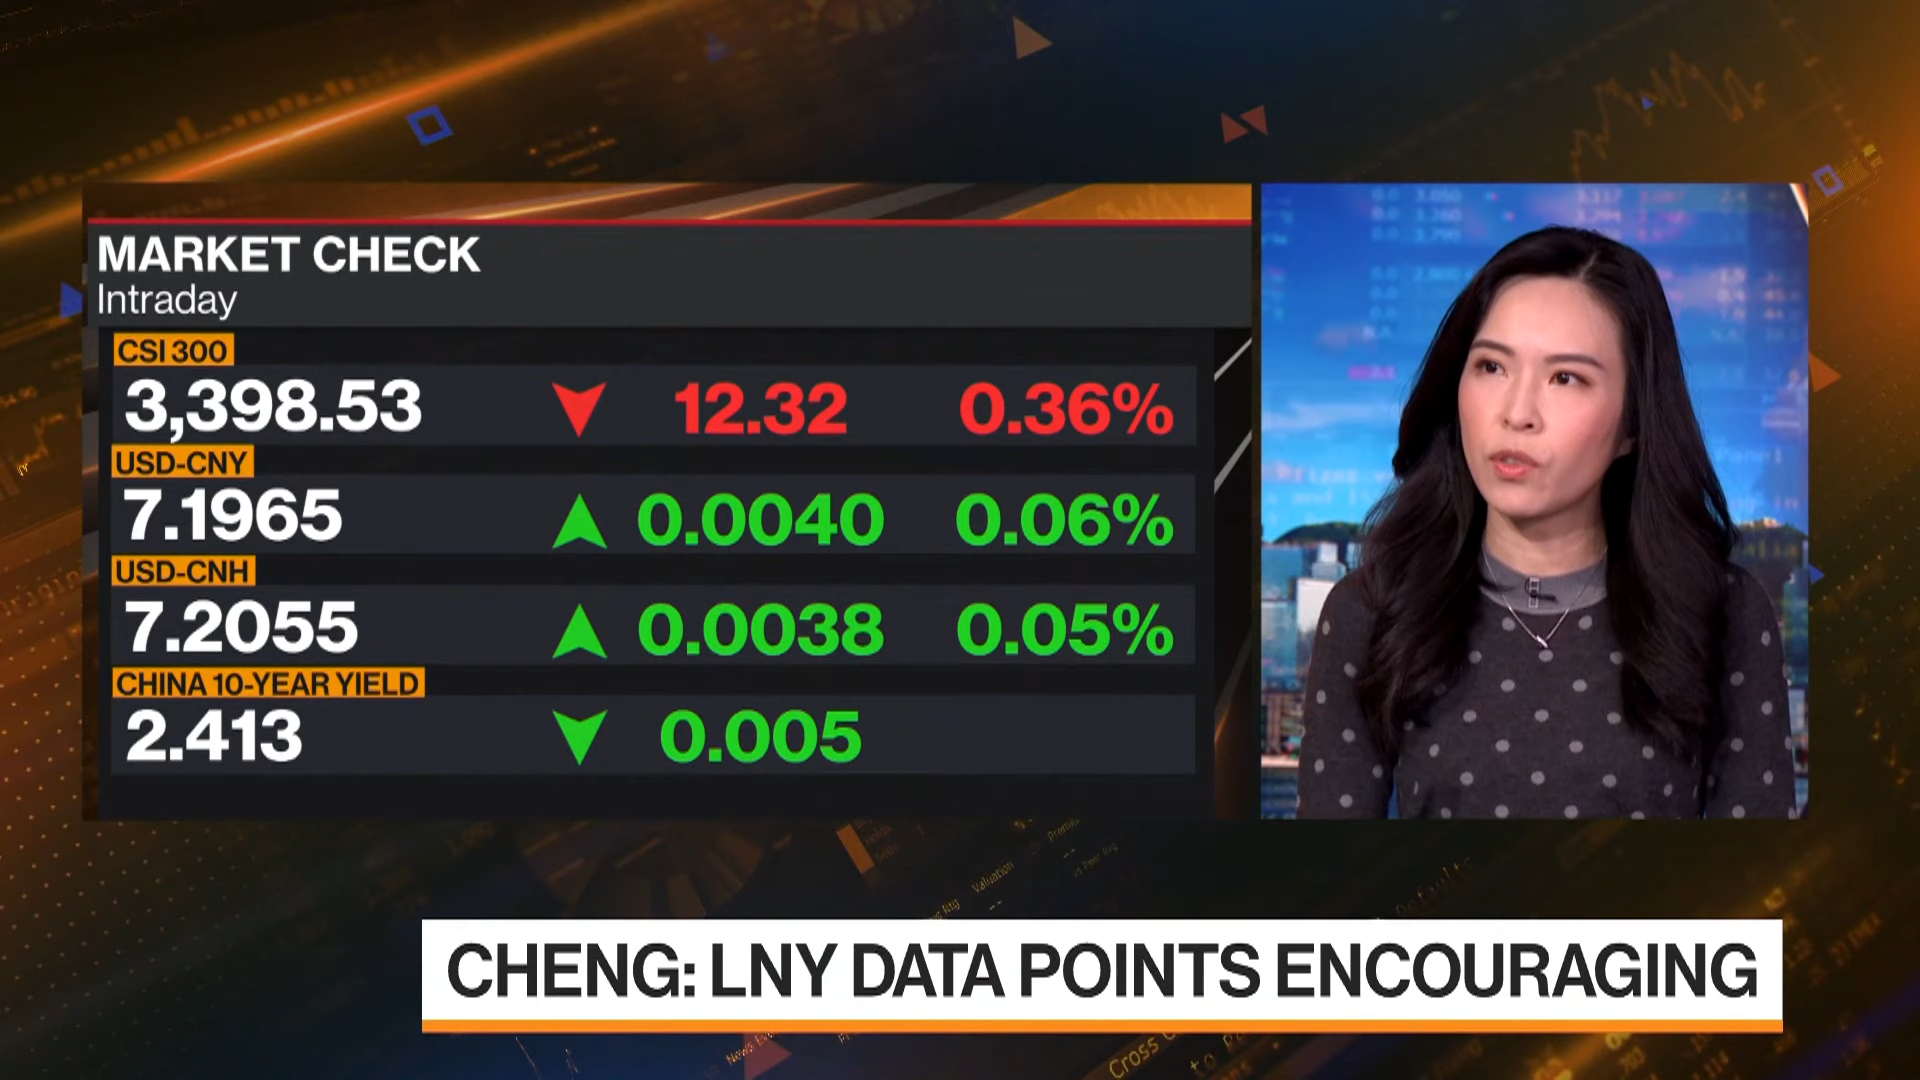 MARKET CHECK
Intraday
CSI 300
3,398.53 12.32 0.36%
USD-CNY
7.1965 0.0040 0.06%
USD-CNH
7.2055 0.0038 0.05%
CHINA 10-YEAR YIELD
2.413 0.005
Valuation
CHENG: LNY DATA POINTS ENCOURAGING